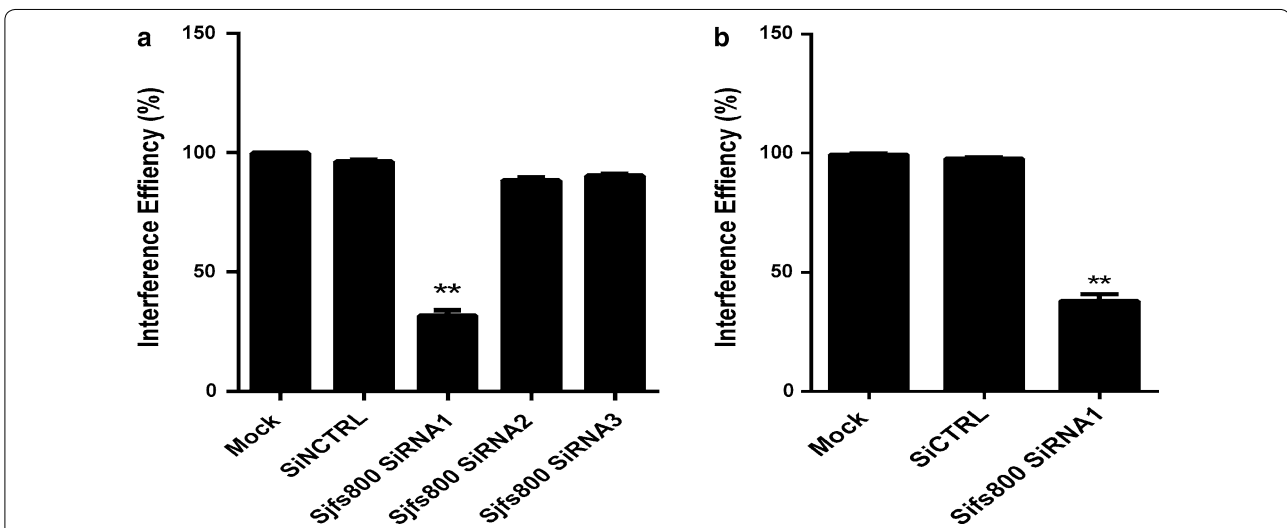 a
150
100
50
0
Interference Effiency (%)
**
Mock
SiNCTRL
Sjfs800 SiRNA1
Sjfs800 SiRNA2
Sjfs800 SiRNA3
b
150
100
50
0
Interference Effiency (%)
**
Mock
SiCTRL
Sifs800 SiRNA1